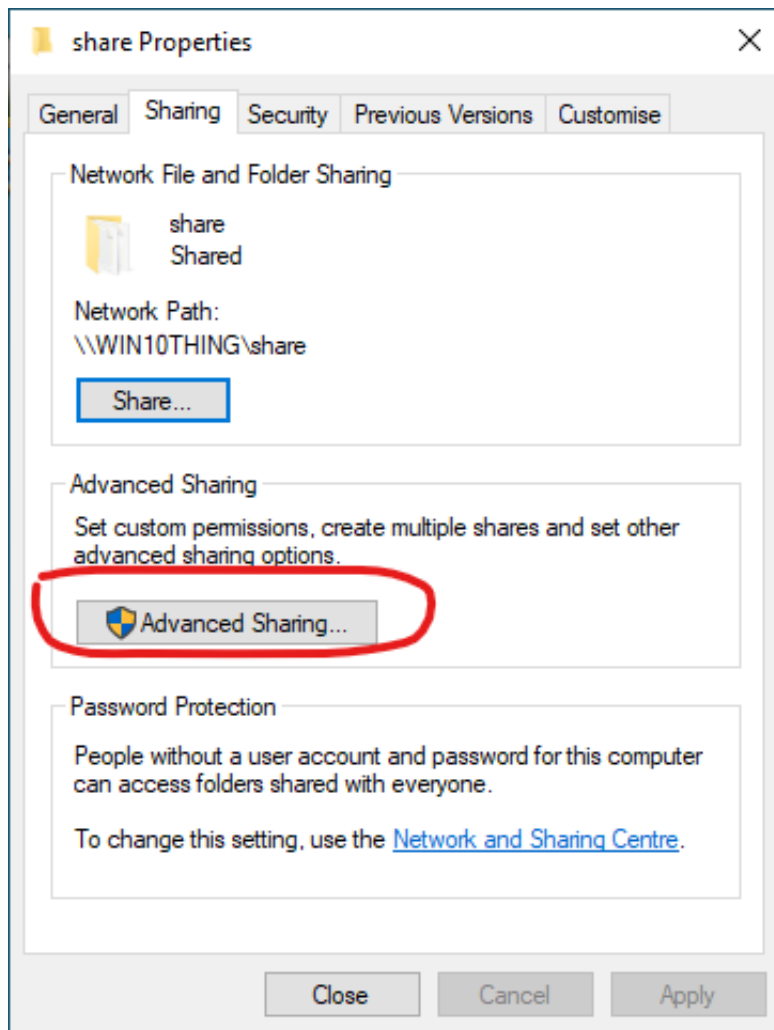 share Properties
General Sharing Security Previous Versions Customise
Network File and Folder Sharing
share
Shared
Network Path:
\\WIN10THING\share
Share...
Advanced Sharing
Set custom permissions, create multiple shares and set other
advanced sharing options.
Advanced Sharing...
Password Protection
People without a user account and password for this computer
can access folders shared with everyone.
To change this setting, use the Network and Sharing Centre.
Close Cancel Apply